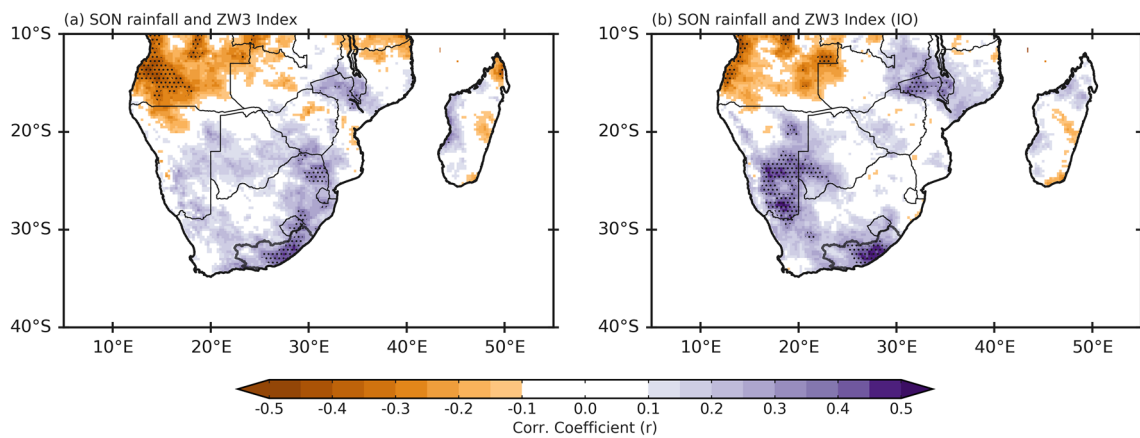 (a) SON rainfall and ZW3 Index
(b) SON rainfall and ZW3 Index (IO)
10°S
20°S
30°S
40°S
10°E 20°E 30°E 40°E 50°E
10°S
20°S
30°S
40°S
10°E 20°E 30°E 40°E 50°E
-0.5 -0.4 -0.3 -0.2 -0.1 0.0 0.1 0.2 0.3 0.4 0.5
Corr. Coefficient (r)